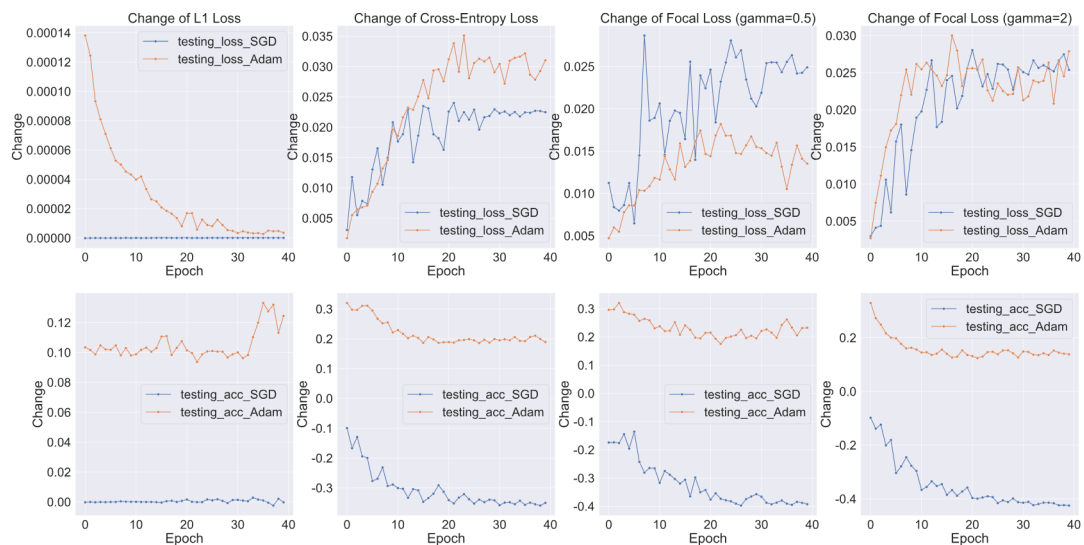 Change of L1 Loss
0.00014
0.00012
0.00010
0.00008
0.00006
0.00004
0.00002
0.00000
Change
testing_loss_SGD
testing_loss_Adam
0 10 20 30 40
Epoch
Change of Cross-Entropy Loss
0.035
0.030
0.025
0.020
0.015
0.010
0.005
Change
testing_loss_SGD
testing_loss_Adam
0 10 20 30 40
Epoch
Change of Focal Loss (gamma=0.5)
0.025
0.020
0.015
0.010
0.005
Change
testing_loss_SGD
testing_loss_Adam
0 10 20 30 40
Epoch
Change of Focal Loss (gamma=2)
0.030
0.025
0.020
0.015
0.010
0.005
Change
testing_loss_SGD
testing_loss_Adam
0 10 20 30 40
Epoch
0.12
0.10
0.08
0.06
0.04
0.02
0.00
Change
testing_acc_SGD
testing_acc_Adam
0 10 20 30 40
Epoch
0.3
0.2
0.1
0.0
-0.1
-0.2
-0.3
Change
testing_acc_SGD
testing_acc_Adam
0 10 20 30 40
Epoch
0.3
0.2
0.1
0.0
-0.1
-0.2
-0.3
-0.4
Change
testing_acc_SGD
testing_acc_Adam
0 10 20 30 40
Epoch
0.2
0.0
-0.2
-0.4
Change
testing_acc_SGD
testing_acc_Adam
0 10 20 30 40
Epoch